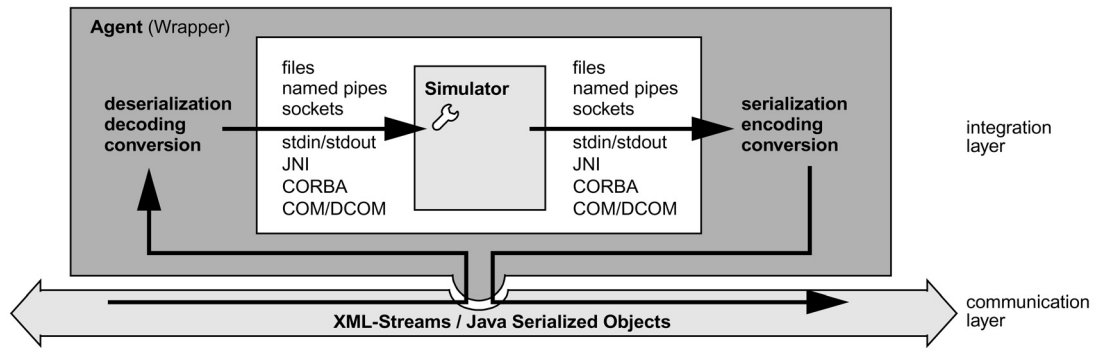 Agent (Wrapper)
deserialization
decoding
conversion
files
named pipes
sockets
stdin/stdout
JNI
CORBA
COM/DCOM
Simulator
files
named pipes
sockets
stdin/stdout
JNI
CORBA
COM/DCOM
serialization
encoding
conversion
integration
layer
XML-Streams / Java Serialized Objects
communication
layer